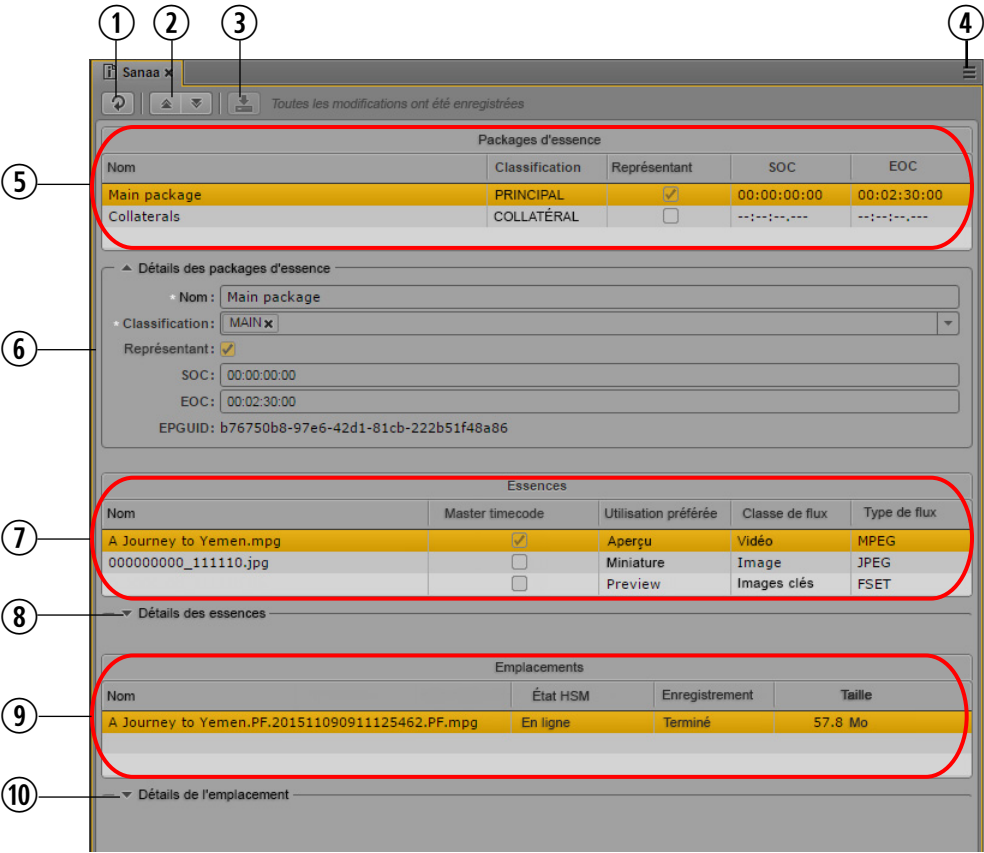 1 2 3 4
Sanaa x
Toutes les modifications ont été enregistrées
Packages d'essence
5
Nom Classification Représentant SOC EOC
Main package PRINCIPAL 00:00:00:00 00:02:30:00
Collaterals COLLATÉRAL --:--:--.--- --:--:--.---
Détails des packages d'essence
* Nom : Main package
* Classification : MAIN x
6
Représentant :
SOC : 00:00:00:00
EOC : 00:02:30:00
EPGUID: b76750b8-97e6-42d1-81cb-222b51f48a86
Essences
7
Nom Master timecode Utilisation préférée Classe de flux Type de flux
A Journey to Yemen.mpg Aperçu Vidéo MPEG
000000000_111110.jpg Miniature Image JPEG
Preview Images clés FSET
8
Détails des essences
Emplacements
9
Nom État HSM Enregistrement Taille
A Journey to Yemen.PF.201511090911125462.PF.mpg En ligne Terminé 57.8 Mo
10
Détails de l'emplacement